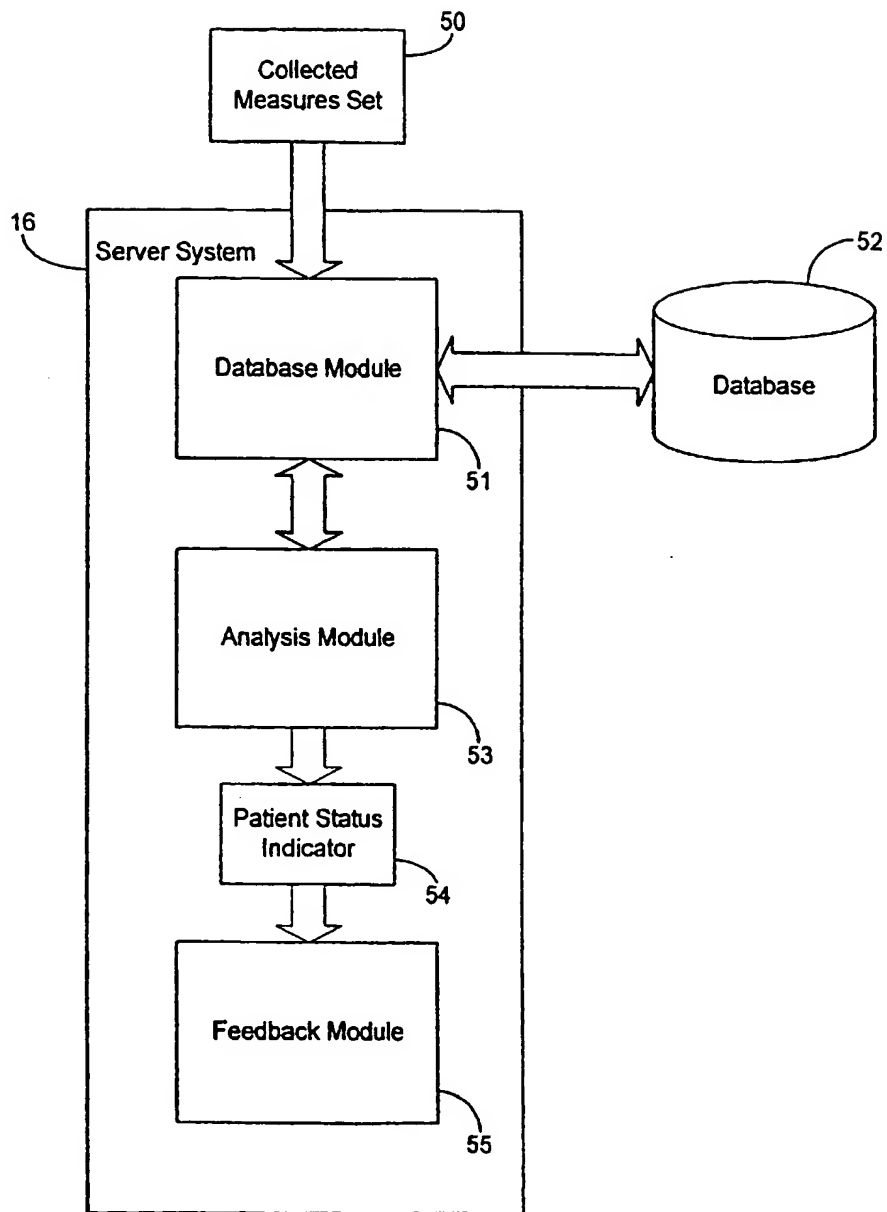 50
Collected
Measures Set
16
Server System
52
Database Module
Database
51
Analysis Module
53
Patient Status
Indicator
54
Feedback Module
55